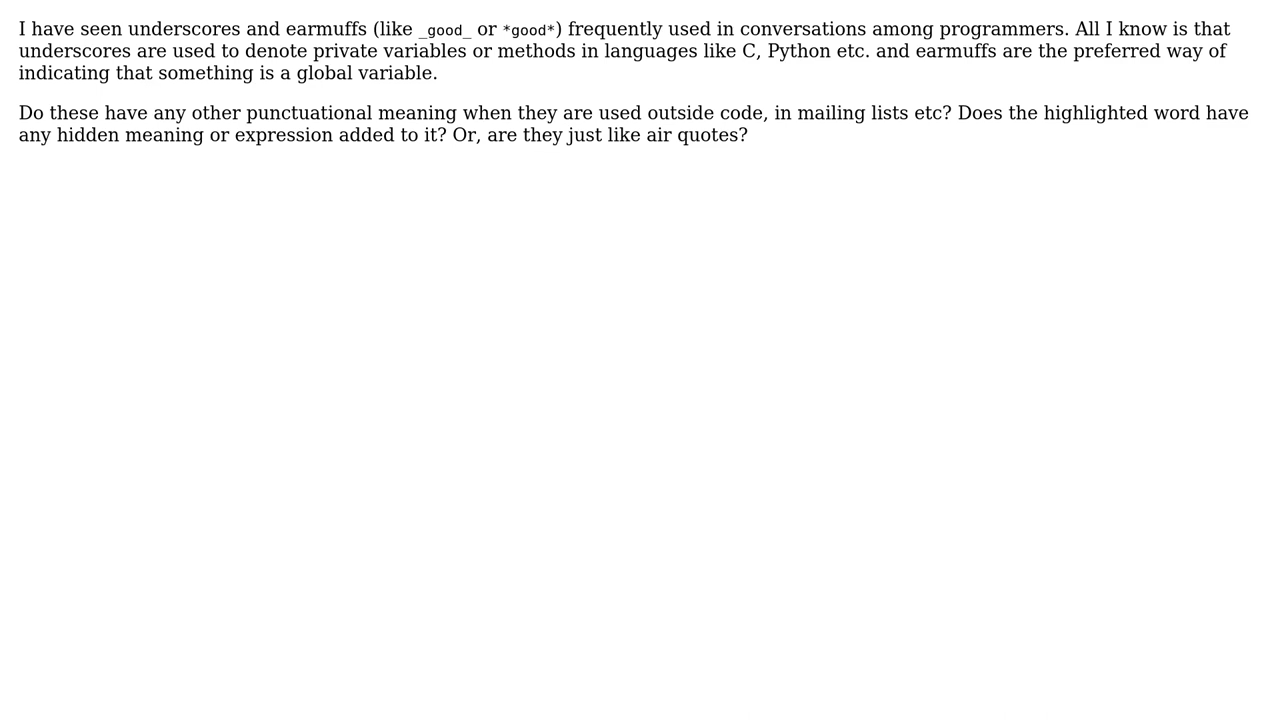 I have seen underscores and earmuffs (like _good_ or *good*) frequently used in conversations among programmers. All I know is that
underscores are used to denote private variables or methods in languages like C, Python etc. and earmuffs are the preferred way of
indicating that something is a global variable.
Do these have any other punctuational meaning when they are used outside code, in mailing lists etc? Does the highlighted word have
any hidden meaning or expression added to it? Or, are they just like air quotes?